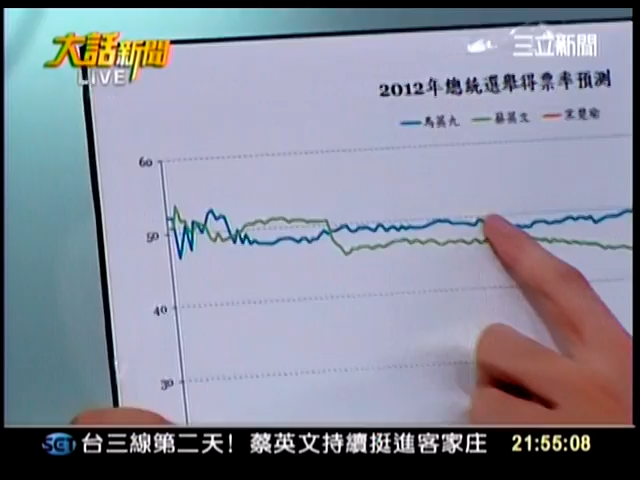 大話新聞
LIVE
三立新聞
2012年總統選舉得票率預測
馬英九 蔡英文 宋楚瑜
60
50
40
30
SET 台三線第二天! 蔡英文持續挺進客家庄 21:55:08